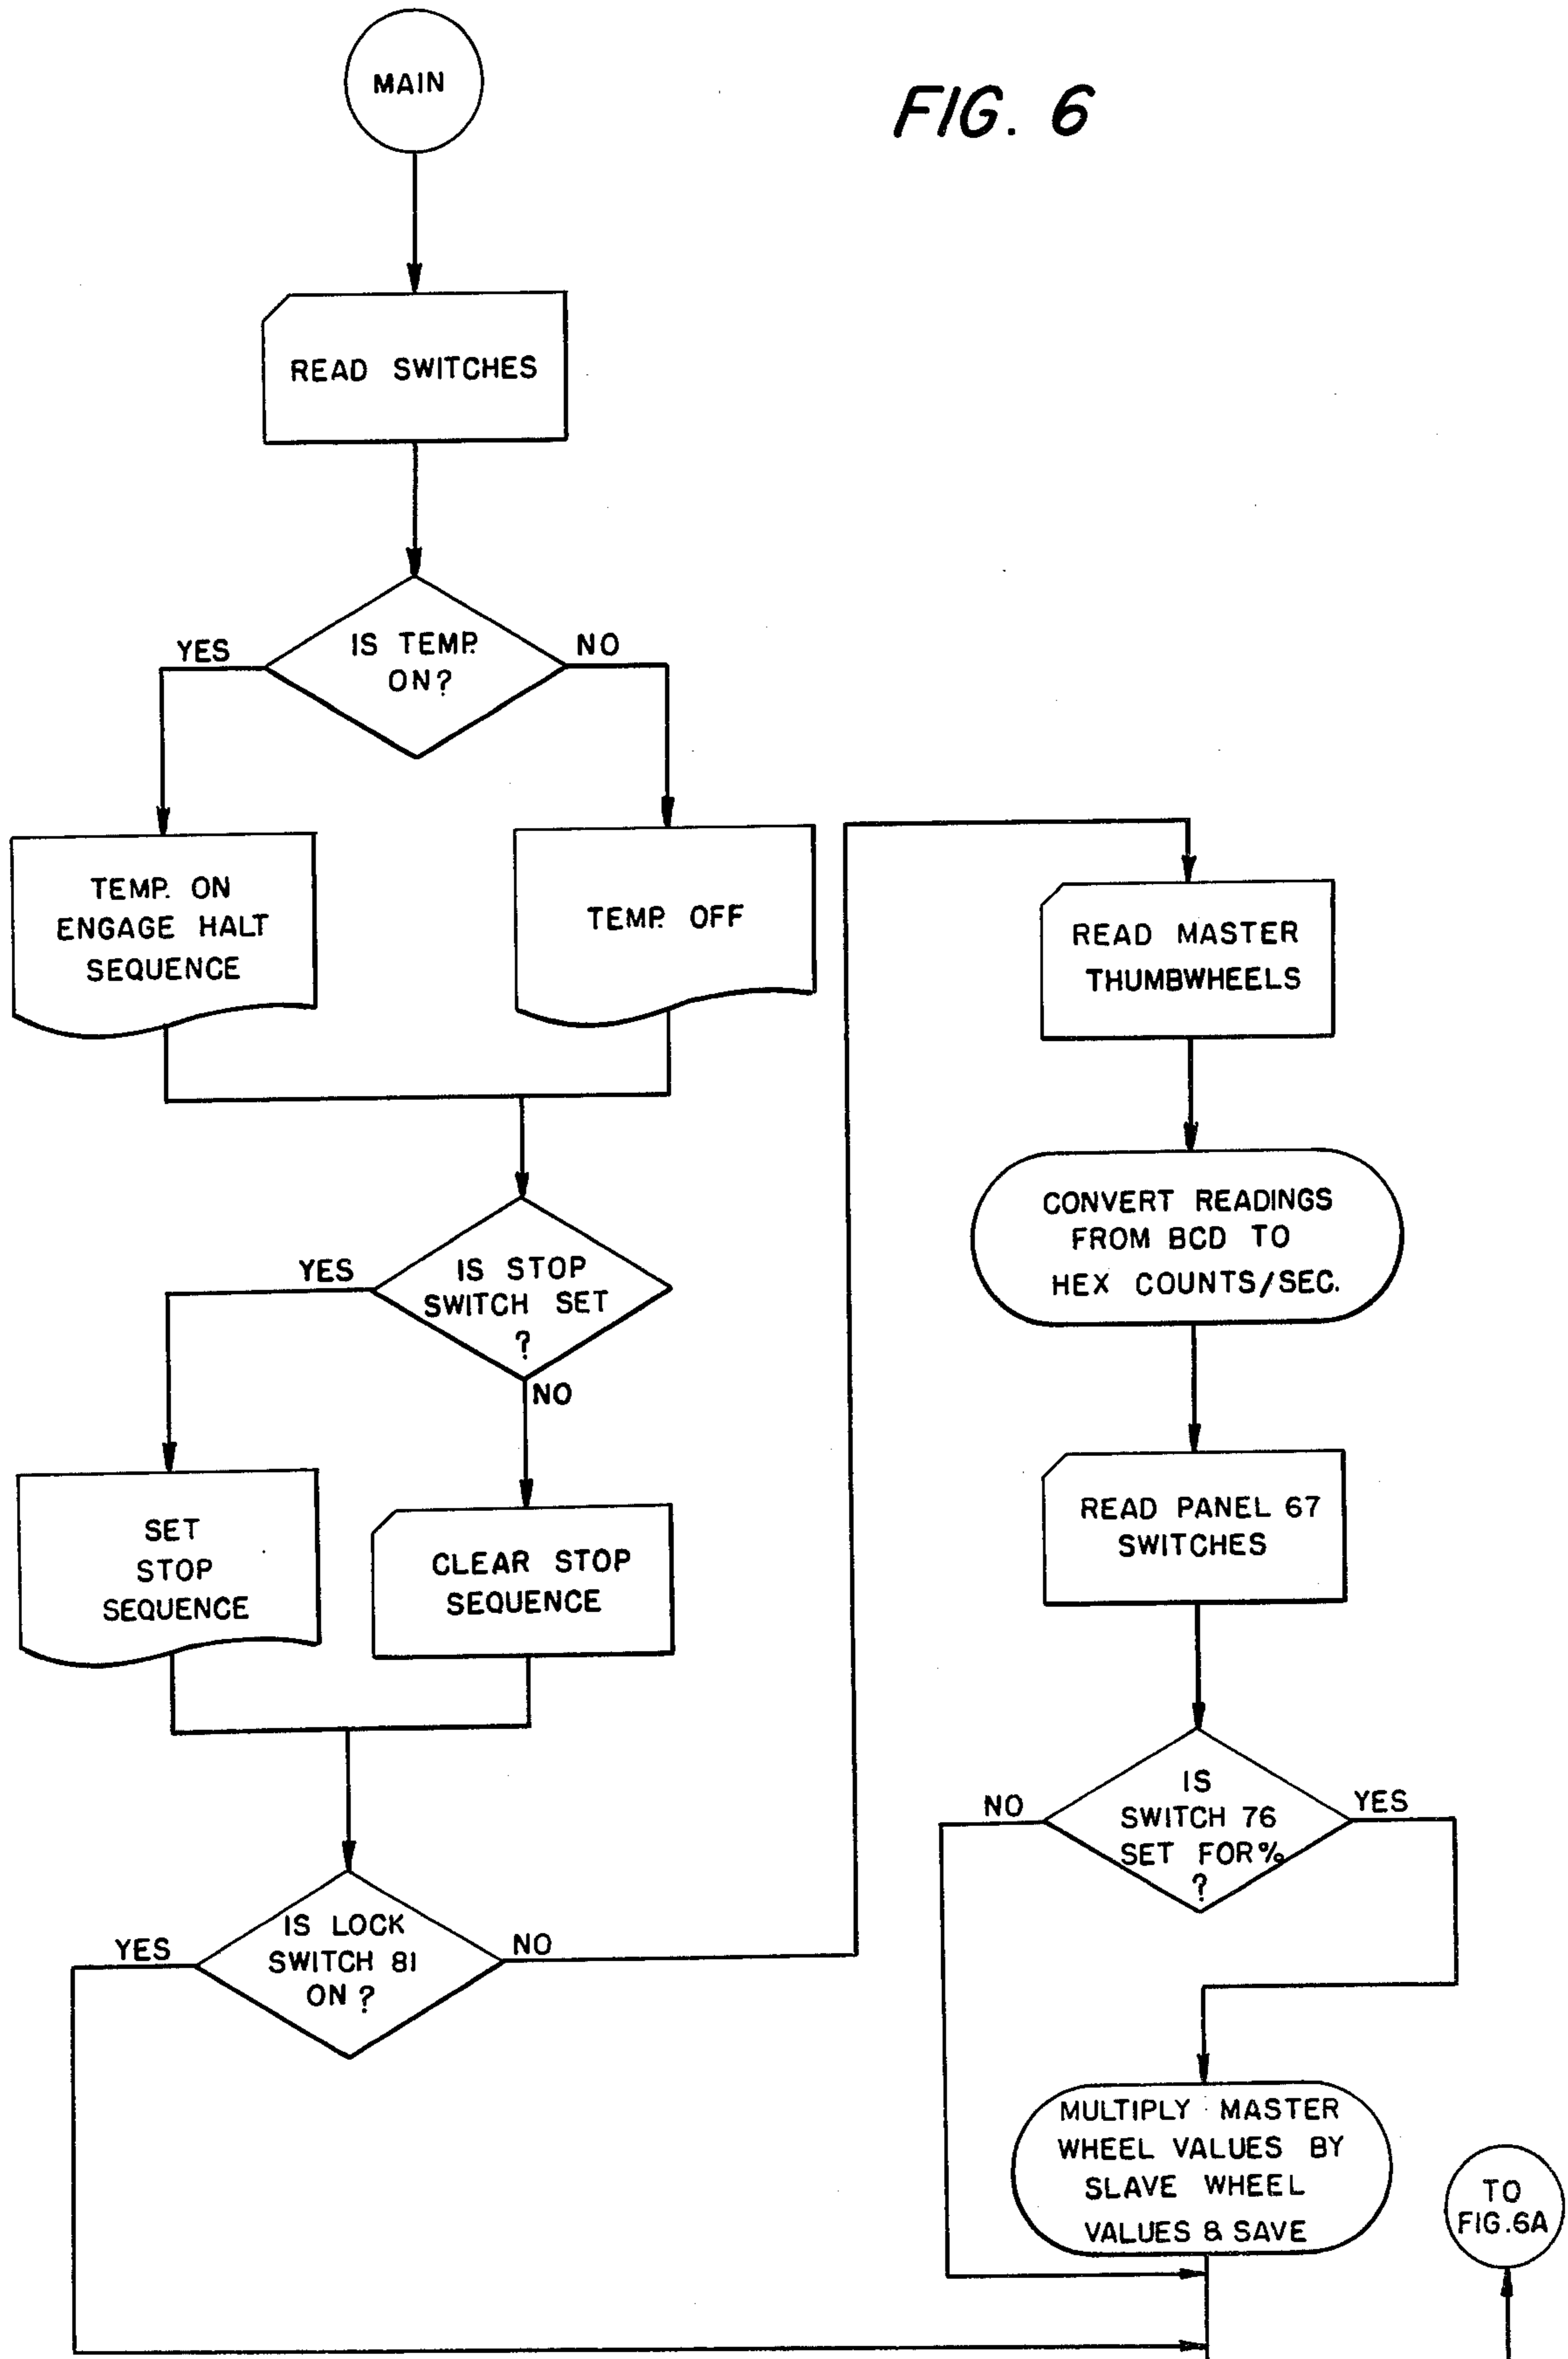 FIG. 6
MAIN
READ SWITCHES
IS TEMP.
ON?
YES
NO
TEMP. ON
ENGAGE HALT
SEQUENCE
TEMP. OFF
IS STOP
SWITCH SET
?
YES
NO
SET
STOP
SEQUENCE
CLEAR STOP
SEQUENCE
IS LOCK
SWITCH 81
ON?
YES
NO
READ MASTER
THUMBWHEELS
CONVERT READINGS
FROM BCD TO
HEX COUNTS/SEC.
READ PANEL 67
SWITCHES
IS
SWITCH 76
SET FOR%
?
NO
YES
MULTIPLY MASTER
WHEEL VALUES BY
SLAVE WHEEL
VALUES & SAVE
TO
FIG.6A